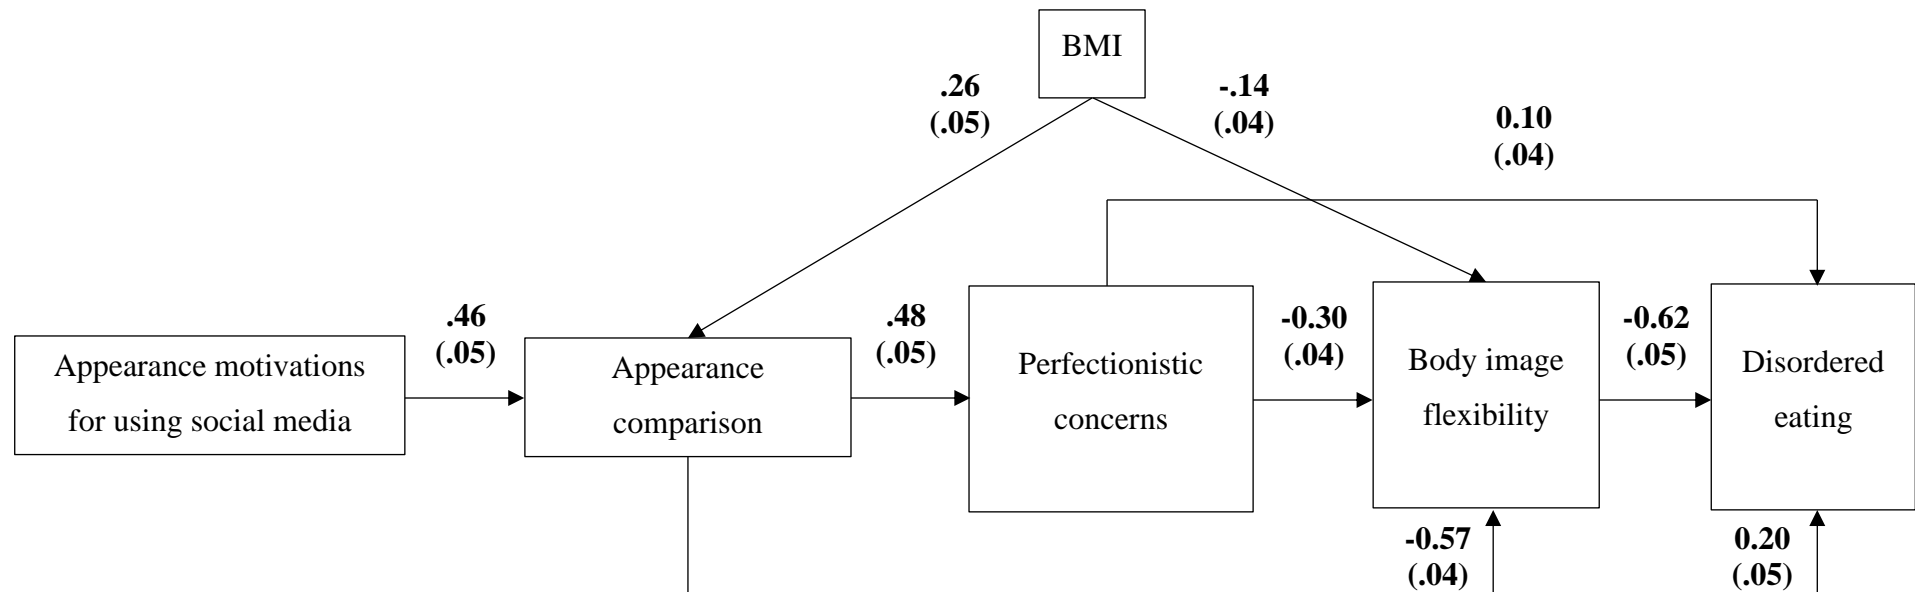 BMI
.26
(.05)
-.14
(.04)
0.10
(.04)
.46
(.05)
.48
(.05)
-0.30
(.04)
-0.62
(.05)
Appearance motivations
for using social media
Appearance
comparison
Perfectionistic
concerns
Body image
flexibility
Disordered
eating
-0.57
(.04)
0.20
(.05)